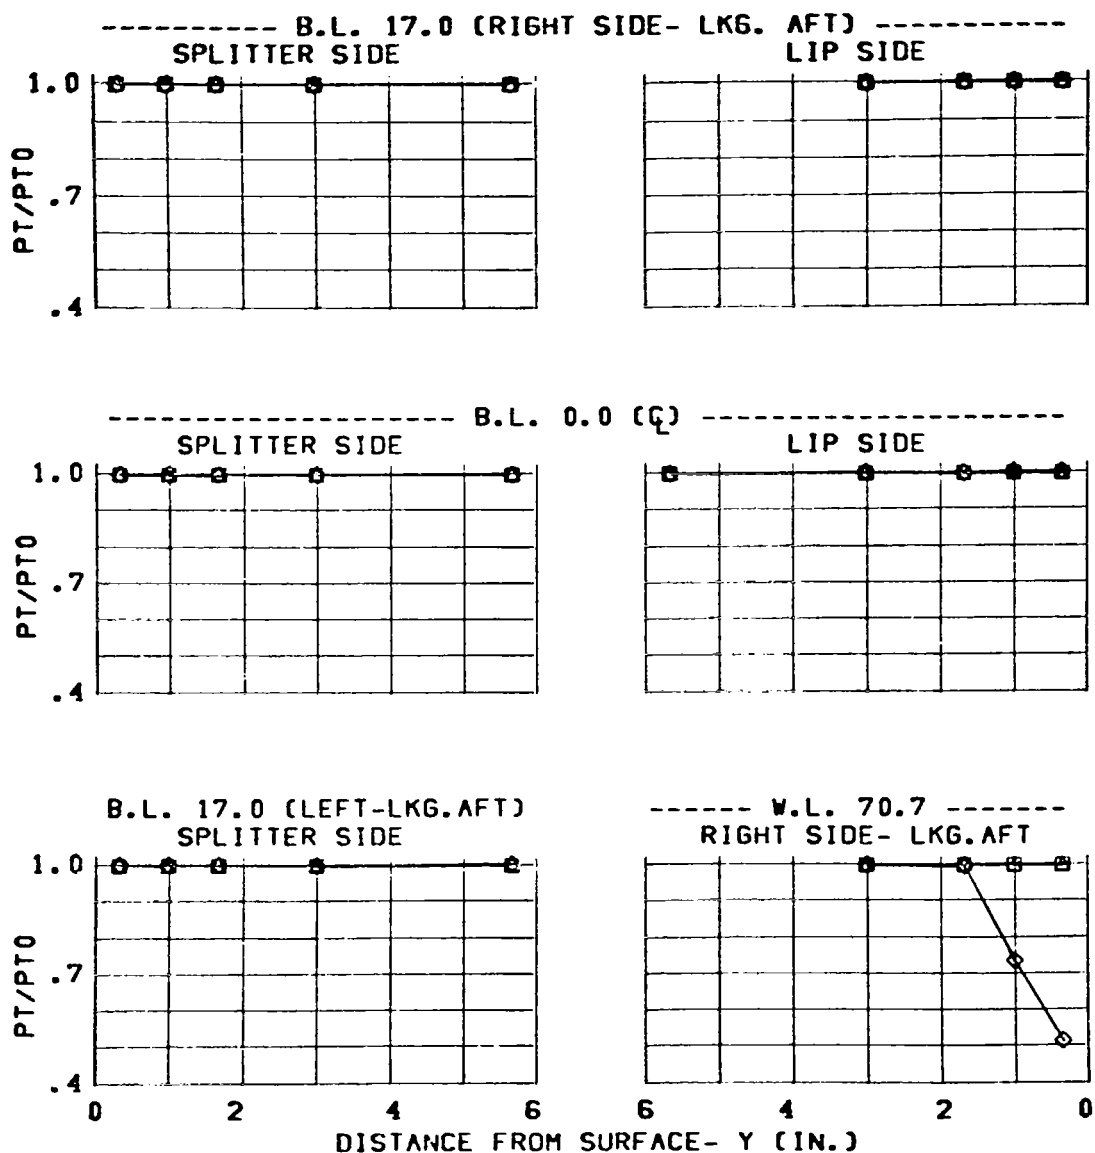 ---------- B.L. 17.0 (RIGHT SIDE- LKG. AFT) -----------
SPLITTER SIDE LIP SIDE
1.0
.7
.4
PT/PT0
-------------------- B.L. 0.0 (℄) ---------------------
SPLITTER SIDE LIP SIDE
1.0
.7
.4
PT/PT0
B.L. 17.0 (LEFT-LKG.AFT) ------ W.L. 70.7 -------
SPLITTER SIDE RIGHT SIDE- LKG.AFT
1.0
.7
.4
PT/PT0
0 2 4 6 6 4 2 0
DISTANCE FROM SURFACE- Y (IN.)